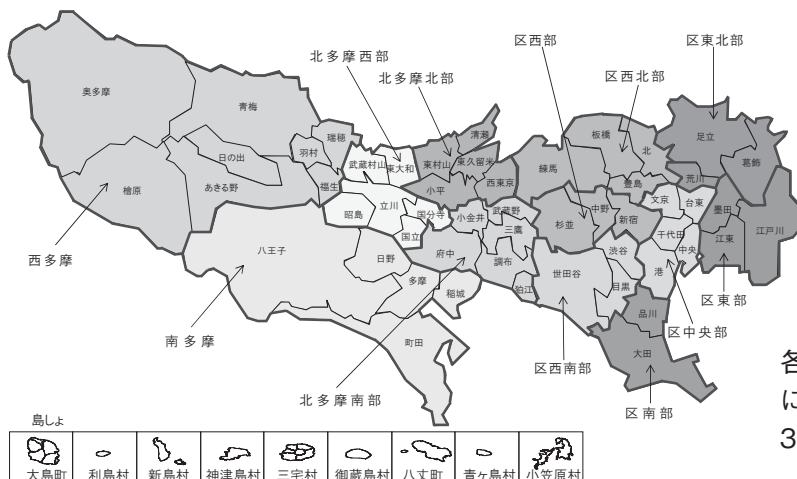 区西部
区東北部
北多摩西部
区西北部
北多摩北部
奥多摩
青梅
清瀬
板橋
足立
瑞穂
北
日の出
羽村
武蔵村山
東大和
東村山
東久留米
練馬
葛飾
荒川
檜原
あきる野
福生
小平
西東京
豊島
文京
台東
立川
昭島
国分寺
小金井
武蔵野
中野
杉並
新宿
墨田
江戸川
西多摩
国立
三鷹
千代田
江東
八王子
日野
府中
調布
渋谷
中央
世田谷
港
多摩
稲城
狛江
目黒
区東部
南多摩
品川
区中央部
町田
大田
北多摩南部
区西南部
区南部
各
に
3
島しょ
大島町
利島村
新島村
神津島村
三宅村
御蔵島村
八丈町
青ヶ島村
小笠原村